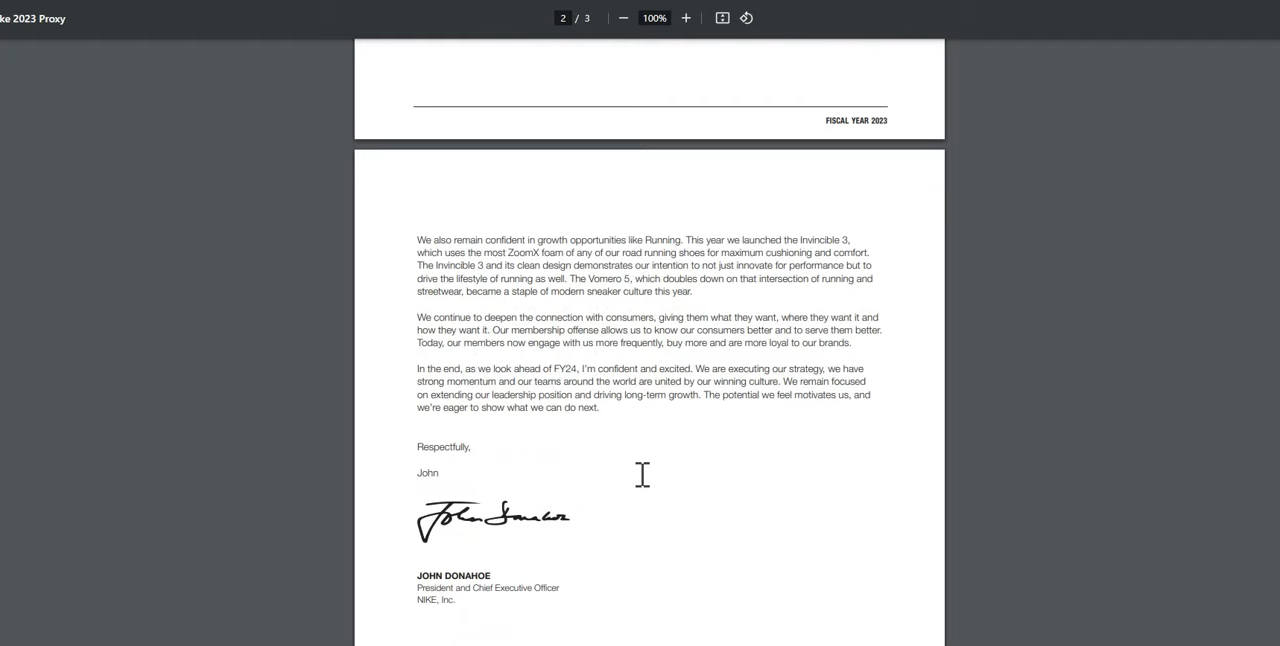 ke 2023 Proxy
2 / 3
100%
FISCAL YEAR 2023
We also remain confident in growth opportunities like Running. This year we launched the Invincible 3,
which uses the most ZoomX foam of any of our road running shoes for maximum cushioning and comfort.
The Invincible 3 and its clean design demonstrates our intention to not just innovate for performance but to
drive the lifestyle of running as well. The Vomero 5, which doubles down on that intersection of running and
streetwear, became a staple of modern sneaker culture this year.
We continue to deepen the connection with consumers, giving them what they want, where they want it and
how they want it. Our membership offense allows us to know our consumers better and to serve them better.
Today, our members now engage with us more frequently, buy more and are more loyal to our brands.
In the end, as we look ahead of FY24, I'm confident and excited. We are executing our strategy, we have
strong momentum and our teams around the world are united by our winning culture. We remain focused
on extending our leadership position and driving long-term growth. The potential we feel motivates us, and
we're eager to show what we can do next.
Respectfully,
John
John Donahoe
JOHN DONAHOE
President and Chief Executive Officer
NIKE, Inc.